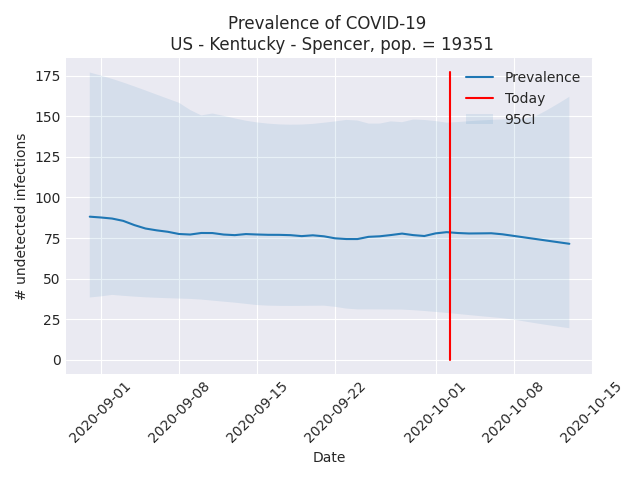 Prevalence of COVID-19
US - Kentucky - Spencer, pop. = 19351
Prevalence
Today
95CI
# undetected infections
175
150
125
100
75
50
25
0
2020-09-01
2020-09-08
2020-09-15
2020-09-22
2020-10-01
2020-10-08
2020-10-15
Date